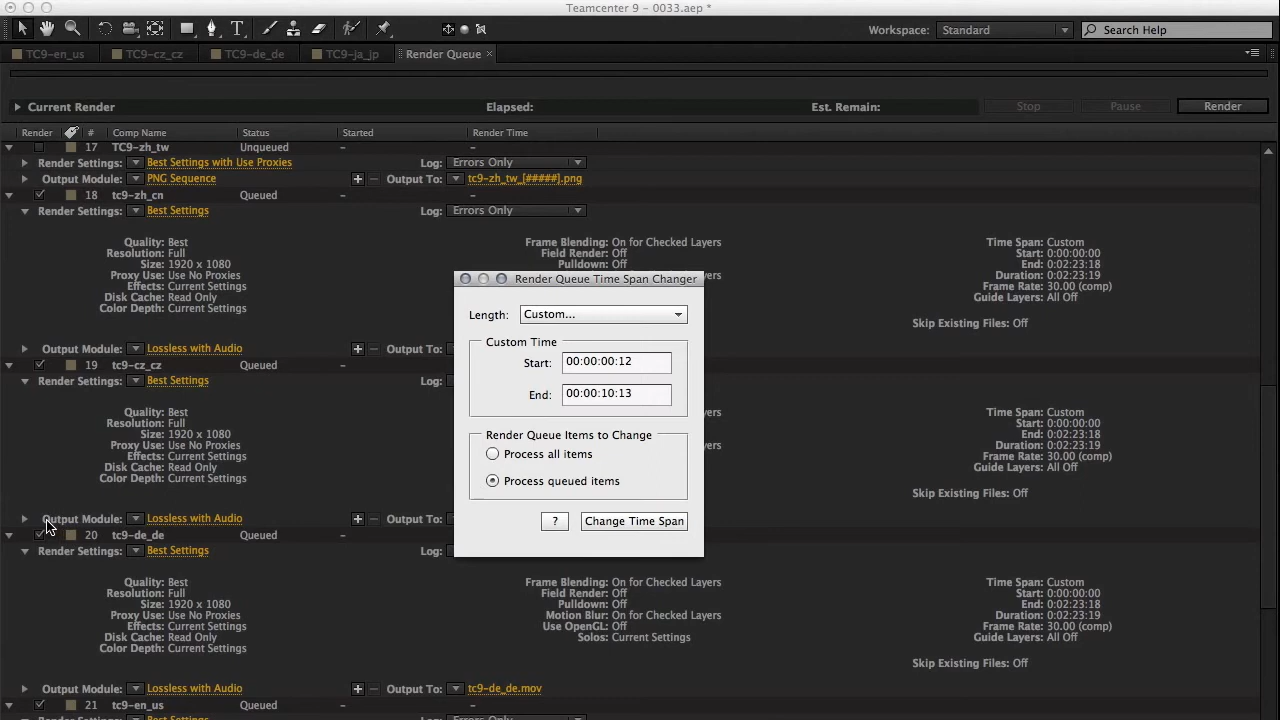 Teamcenter 9 - 0033.aep *
Workspace: Standard Search Help
TC9-en_us TC9-cz_cz TC9-de_de TC9-ja_jp Render Queue ×
Current Render Elapsed: Est. Remain: Stop Pause Render
Render # Comp Name Status Started Render Time
17 TC9-zh_tw Unqueued – –
Render Settings: Best Settings with Use Proxies Log: Errors Only
Output Module: PNG Sequence Output To: tc9-zh_tw_[#####].png
18 tc9-zh_cn Queued – –
Render Settings: Best Settings Log: Errors Only
Quality: Best Frame Blending: On for Checked Layers Time Span: Custom
Resolution: Full Field Render: Off Start: 0:00:00:00
Size: 1920 x 1080 Pulldown: Off End: 0:02:23:18
Proxy Use: Use No Proxies ed Layers Duration: 0:02:23:19
Effects: Current Settings Frame Rate: 30.00 (comp)
Disk Cache: Read Only Guide Layers: All Off
Color Depth: Current Settings
Skip Existing Files: Off
Output Module: Lossless with Audio Output To:
19 tc9-cz_cz Queued –
Render Settings: Best Settings Log:
Quality: Best ed Layers Time Span: Custom
Resolution: Full Start: 0:00:00:00
Size: 1920 x 1080 End: 0:02:23:18
Proxy Use: Use No Proxies ed Layers Duration: 0:02:23:19
Effects: Current Settings Frame Rate: 30.00 (comp)
Disk Cache: Read Only Guide Layers: All Off
Color Depth: Current Settings
Skip Existing Files: Off
Output Module: Lossless with Audio Output To:
20 tc9-de_de Queued –
Render Settings: Best Settings Log:
Quality: Best Frame Blending: On for Checked Layers Time Span: Custom
Resolution: Full Field Render: Off Start: 0:00:00:00
Size: 1920 x 1080 Pulldown: Off End: 0:02:23:18
Proxy Use: Use No Proxies Motion Blur: On for Checked Layers Duration: 0:02:23:19
Effects: Current Settings Use OpenGL: Off Frame Rate: 30.00 (comp)
Disk Cache: Read Only Solos: Current Settings Guide Layers: All Off
Color Depth: Current Settings
Skip Existing Files: Off
Output Module: Lossless with Audio Output To: tc9-de_de.mov
21 tc9-en_us Queued – –
Render Queue Time Span Changer
Length: Custom...
Custom Time
Start: 00:00:00:12
End: 00:00:10:13
Render Queue Items to Change
Process all items
Process queued items
? Change Time Span